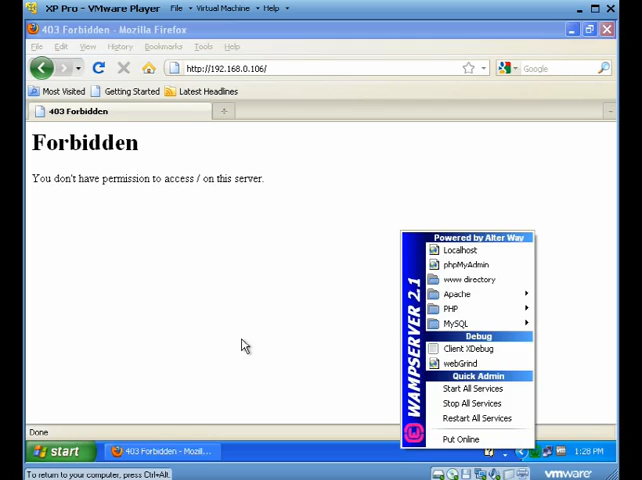 XP Pro - VMware Player File Virtual Machine Help
403 Forbidden - Mozilla Firefox
File Edit View History Bookmarks Tools Help
http://192.168.0.106/
Google
Most Visited Getting Started Latest Headlines
403 Forbidden
Forbidden
You don't have permission to access / on this server.
Powered by Alter Way
Localhost
phpMyAdmin
www directory
Apache
PHP
MySQL
Debug
Client XDebug
webGrind
Quick Admin
Start All Services
Stop All Services
Restart All Services
Put Online
WAMPSERVER 2.1
Done
start 403 Forbidden - Mozill... 1:28 PM
To return to your computer, press Ctrl+Alt. vmware